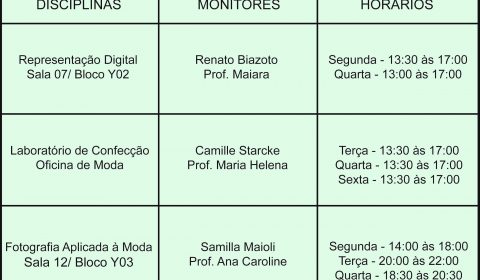 DISCIPLINAS MONITORES HORÁRIOS
Representação Digital
Sala 07/ Bloco Y02
Renato Biazoto
Prof. Maiara
Segunda - 13:30 às 17:00
Quarta - 13:00 às 17:00
Laboratório de Confecção
Oficina de Moda
Camille Starcke
Prof. Maria Helena
Terça - 13:30 às 17:00
Quarta - 13:30 às 17:00
Sexta - 13:30 às 17:00
Fotografia Aplicada à Moda
Sala 12/ Bloco Y03
Samilla Maioli
Prof. Ana Caroline
Segunda - 14:00 às 18:00
Terça - 20:00 às 22:00
Quarta - 18:30 às 20:30